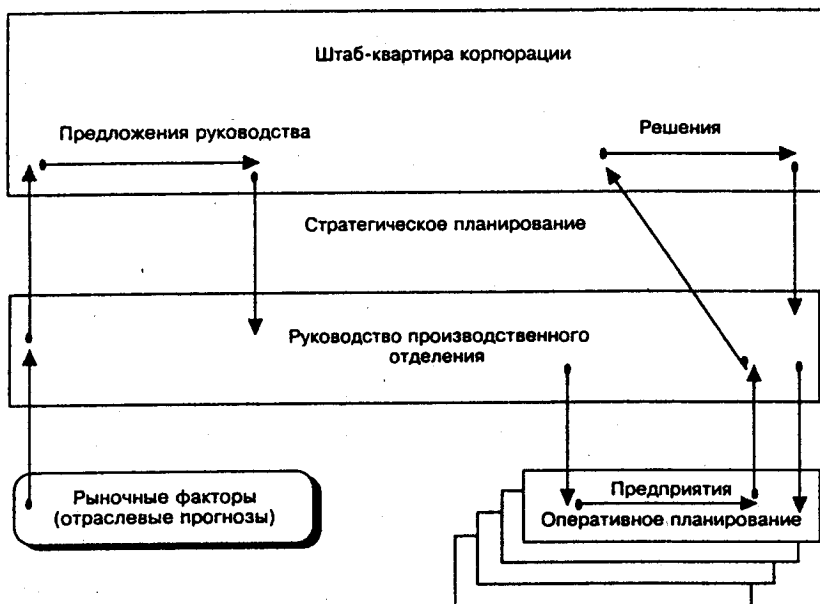 Штаб-квартира корпорации
Предложения руководства
Решения
Стратегическое планирование
Руководство производственного
отделения
Рыночные факторы
(отраслевые прогнозы)
Предприятия
Оперативное планирование